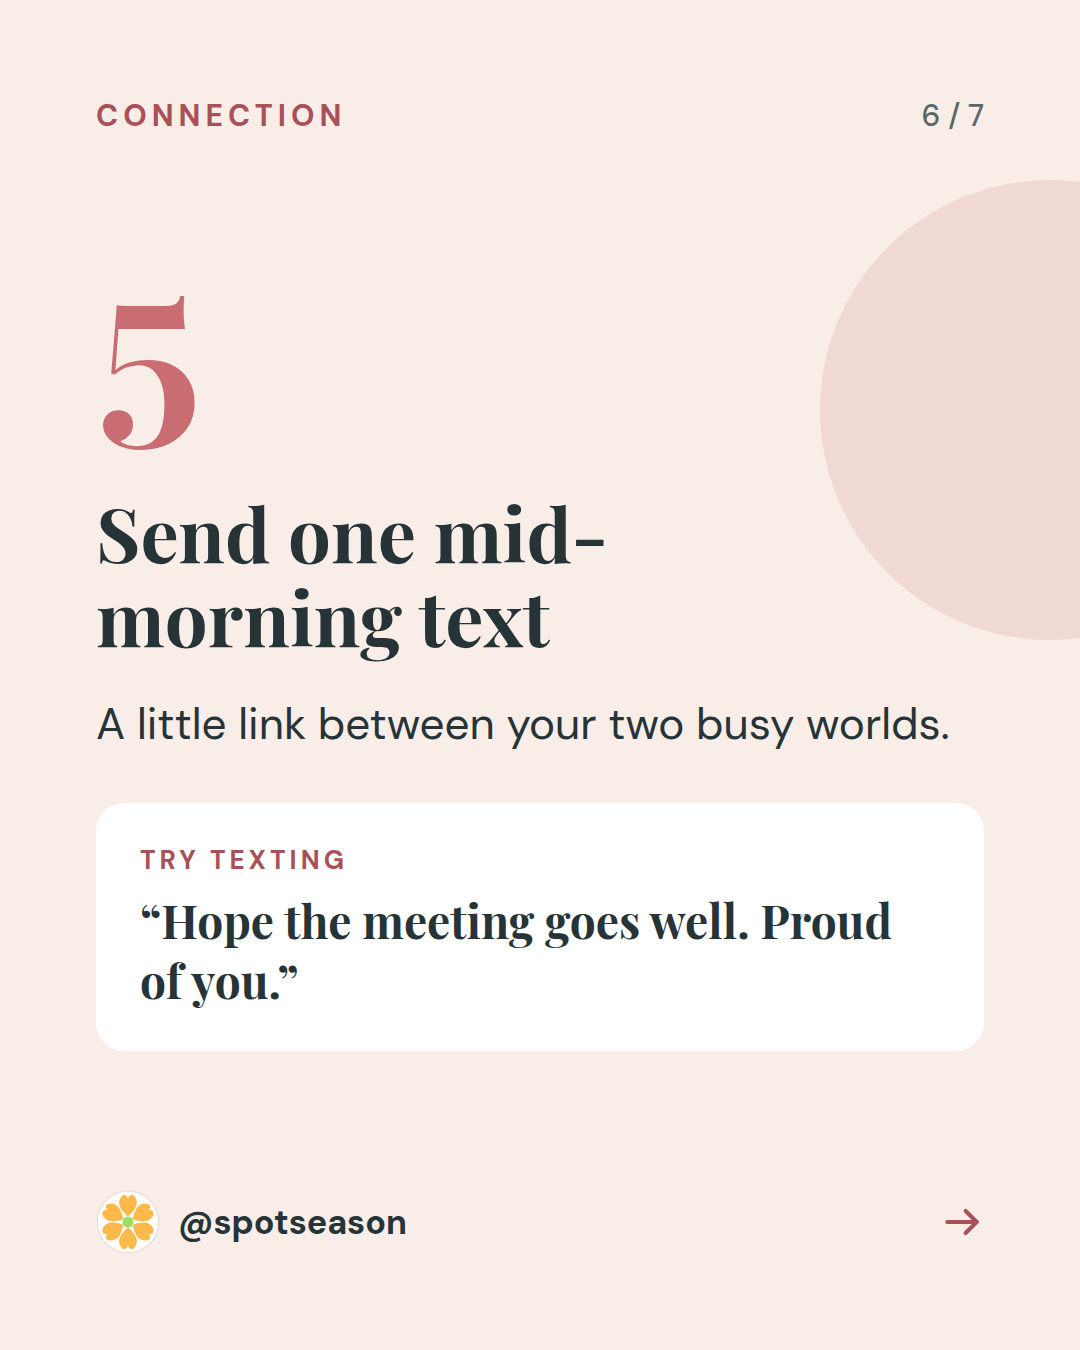 CONNECTION
6 / 7
5
Send one mid-
morning text
A little link between your two busy worlds.
TRY TEXTING
“Hope the meeting goes well. Proud
of you.”
@spotseason